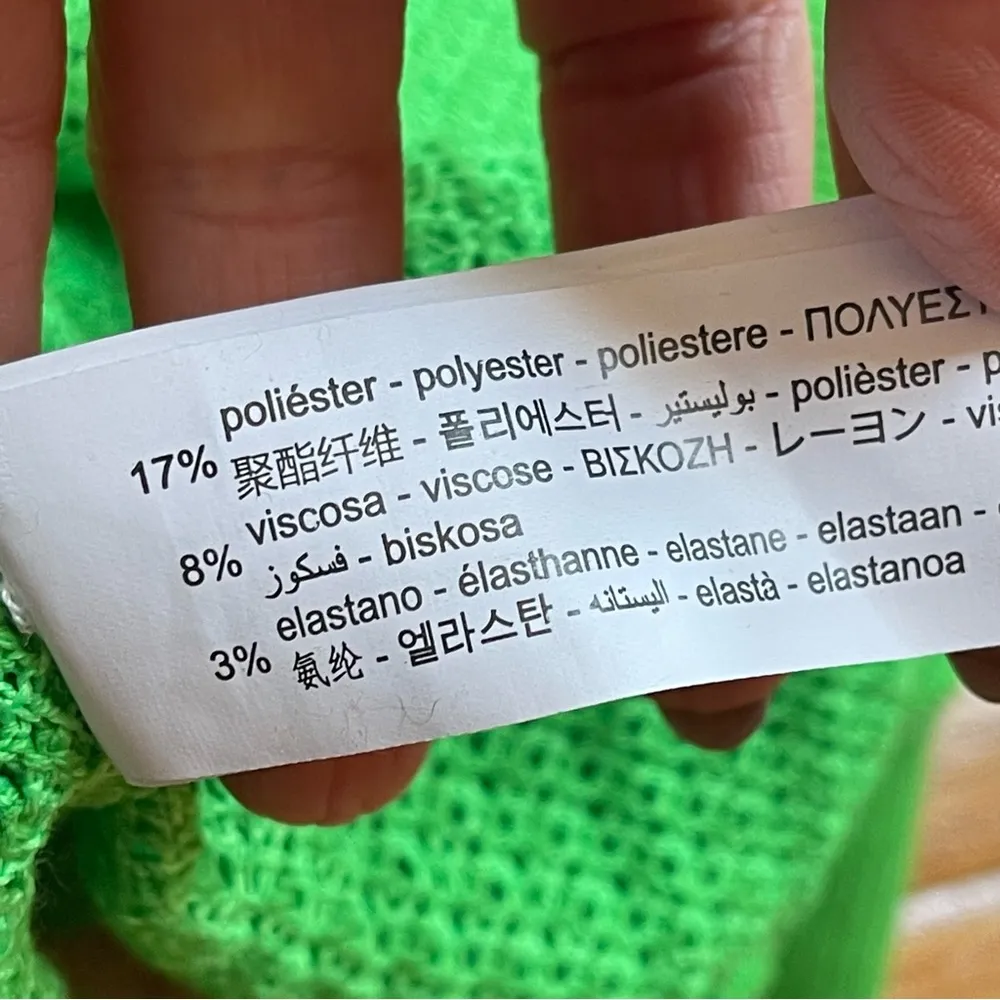 poliéster - polyester - poliestere -
17% 聚酯纤维 - 폴리에스터 - بوليستير - polièster -
viscosa - viscose - ΒΙΣΚΟΖΗ - レーヨン -
8% فسكوز - biskosa
elastano - élasthanne - elastane - elastaan -
3% 氨纶 - 엘라스탄 - اليستانه - elastà - elastanoa